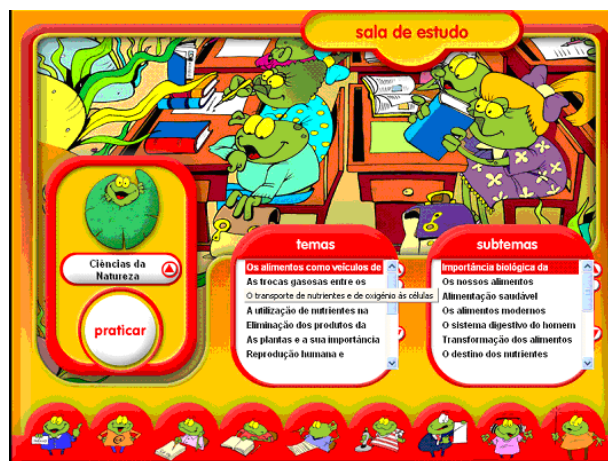 sala de estudo
Ciências da
Natureza
praticar
temas
Os alimentos como veículos de
As trocas gasosas entre os
O transporte de nutrientes e de oxigénio às células
A utilização de nutrientes na
Eliminação dos produtos da
As plantas e a sua importância
Reprodução humana e
subtemas
Importância biológica da
Os nossos alimentos
Alimentação saudável
Os alimentos modernos
O sistema digestivo do homem
Transformação dos alimentos
O destino dos nutrientes